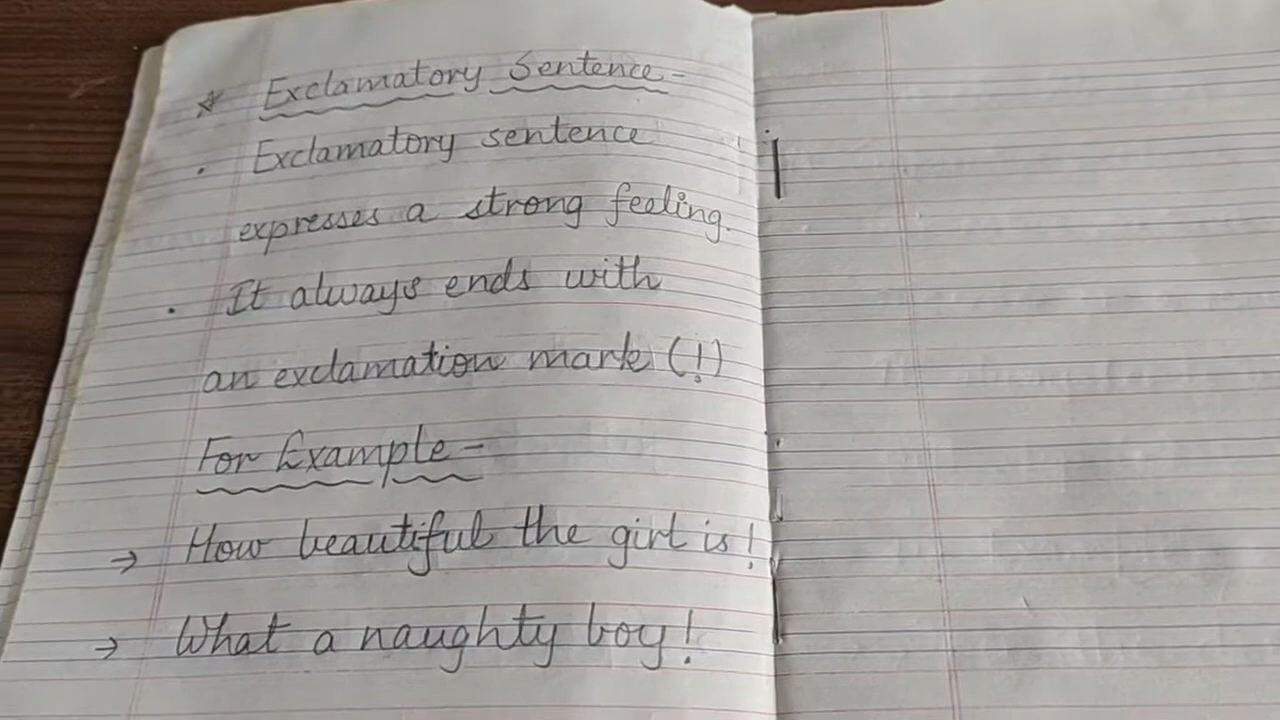 * Exclamatory Sentence -
. Exclamatory sentence
expresses a strong feeling.
. It always ends with
an exclamation mark (!)
For Example -
→ How beautiful the girl is!
→ What a naughty boy!